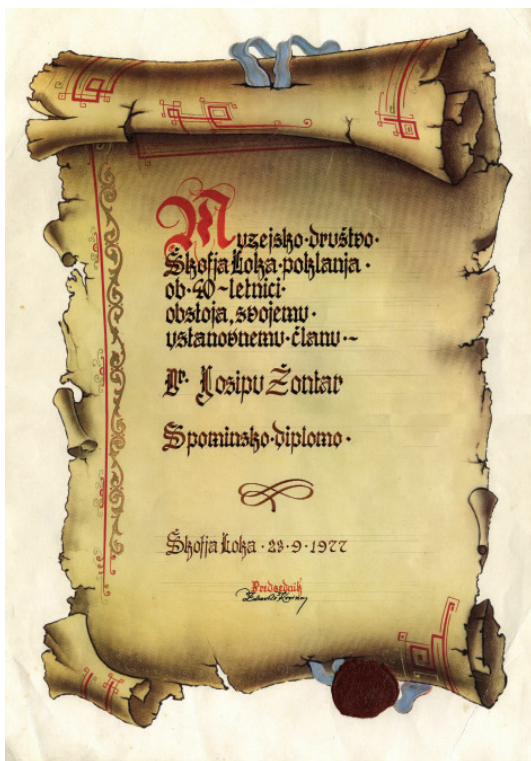 Muzejsko·društvo·
Škofja Loka·poklanja·
ob·40-letnici·
obstoja, svojemu·
ustanovnemu·članu·-
Dr. Josipu Žontar
Spominsko·diplomo·
Škofja Loka·23·9·1977
Predsednik